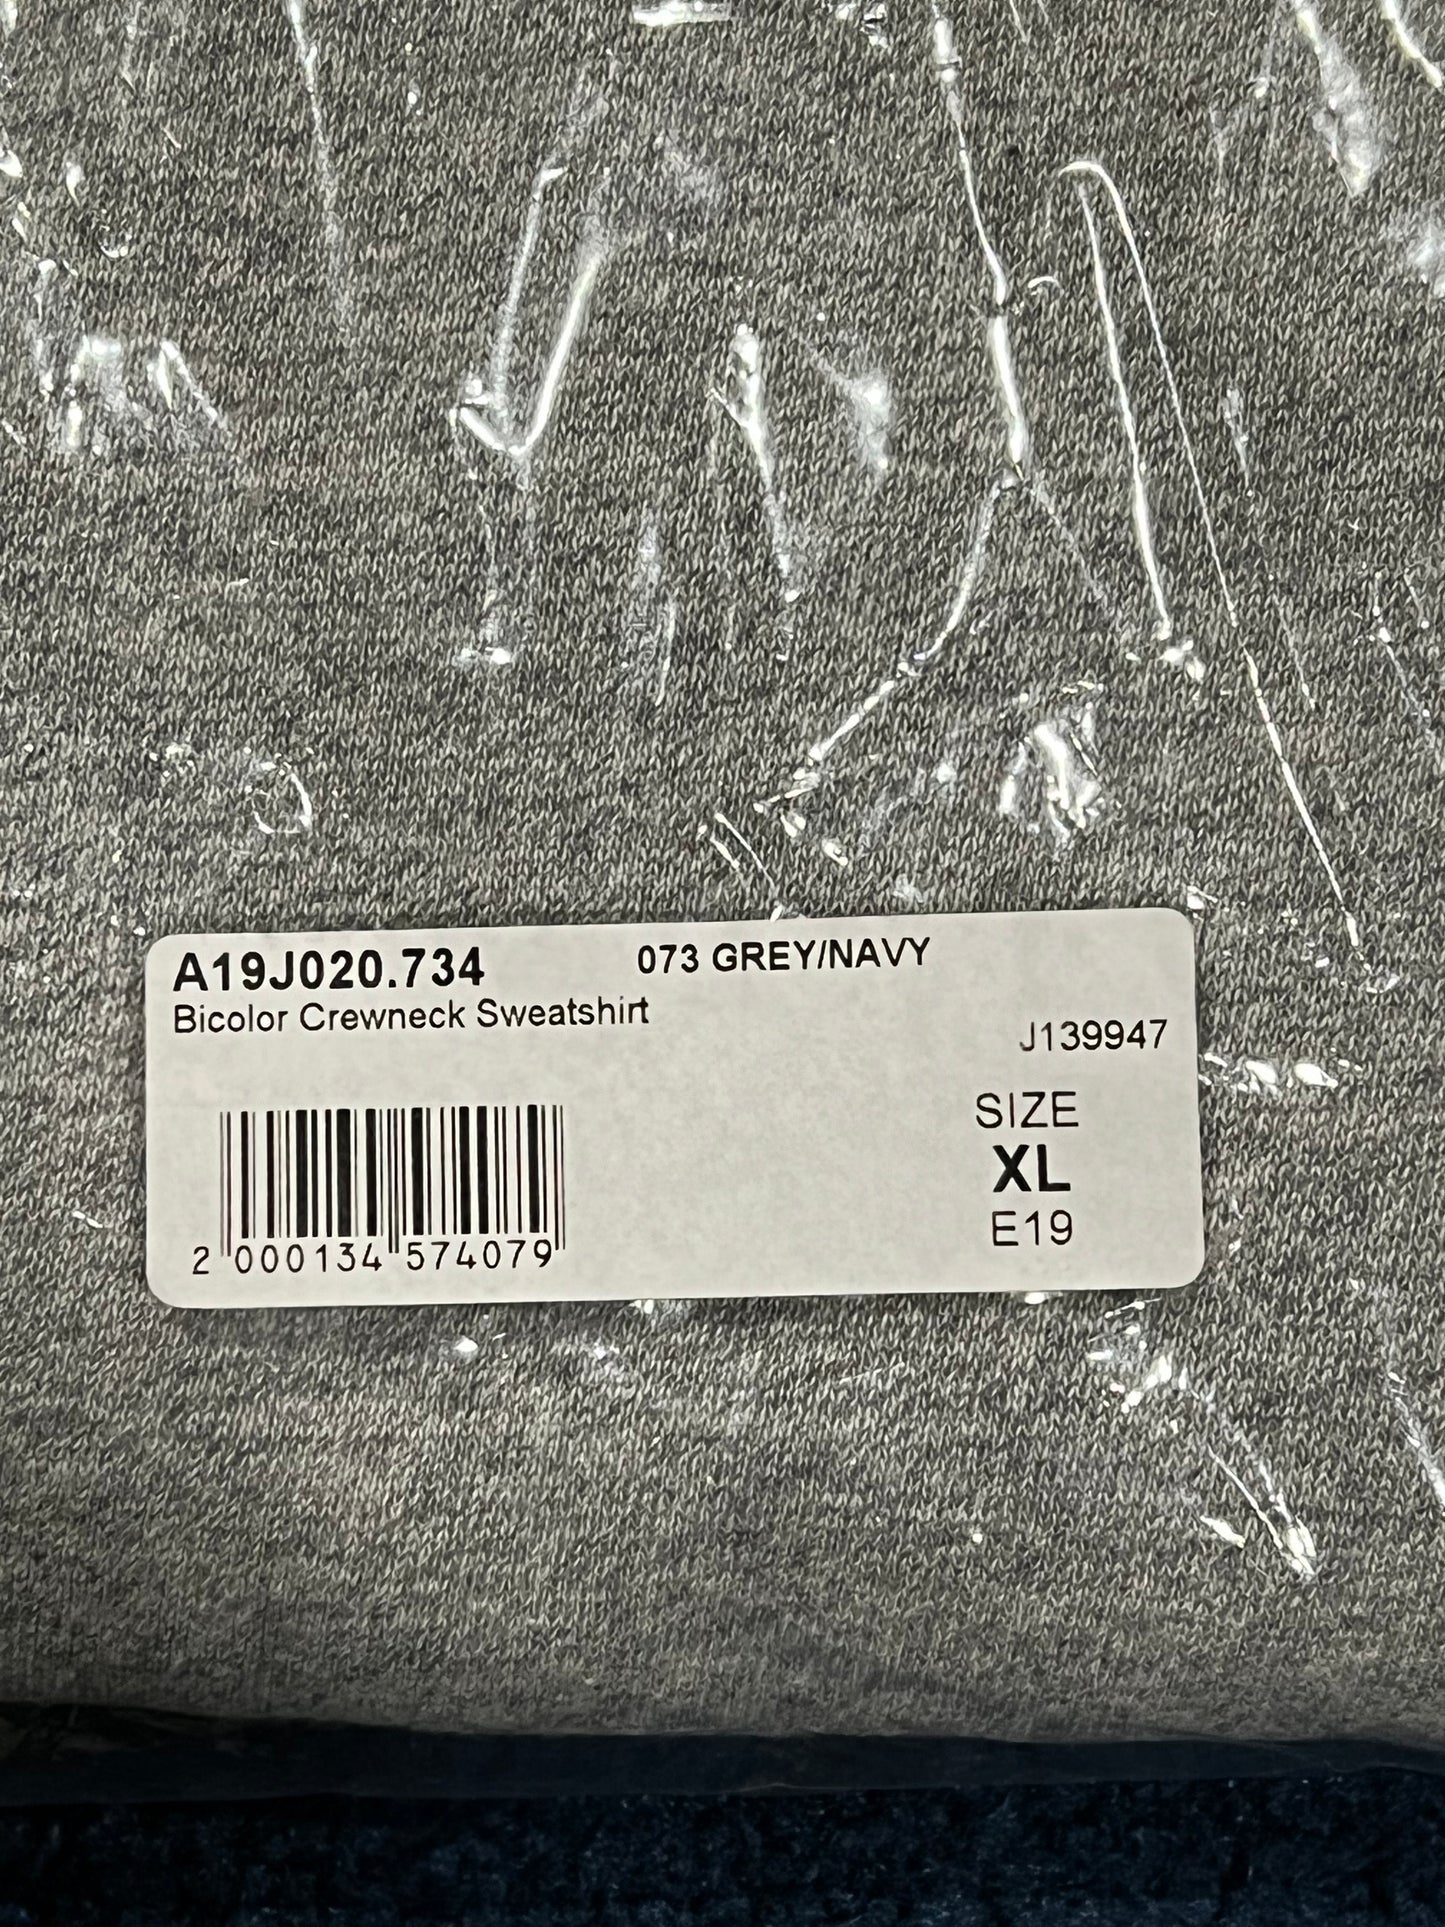 A19J020.734 073 GREY/NAVY
Bicolor Crewneck Sweatshirt
J139947
SIZE
XL
E19
2 000134 574079